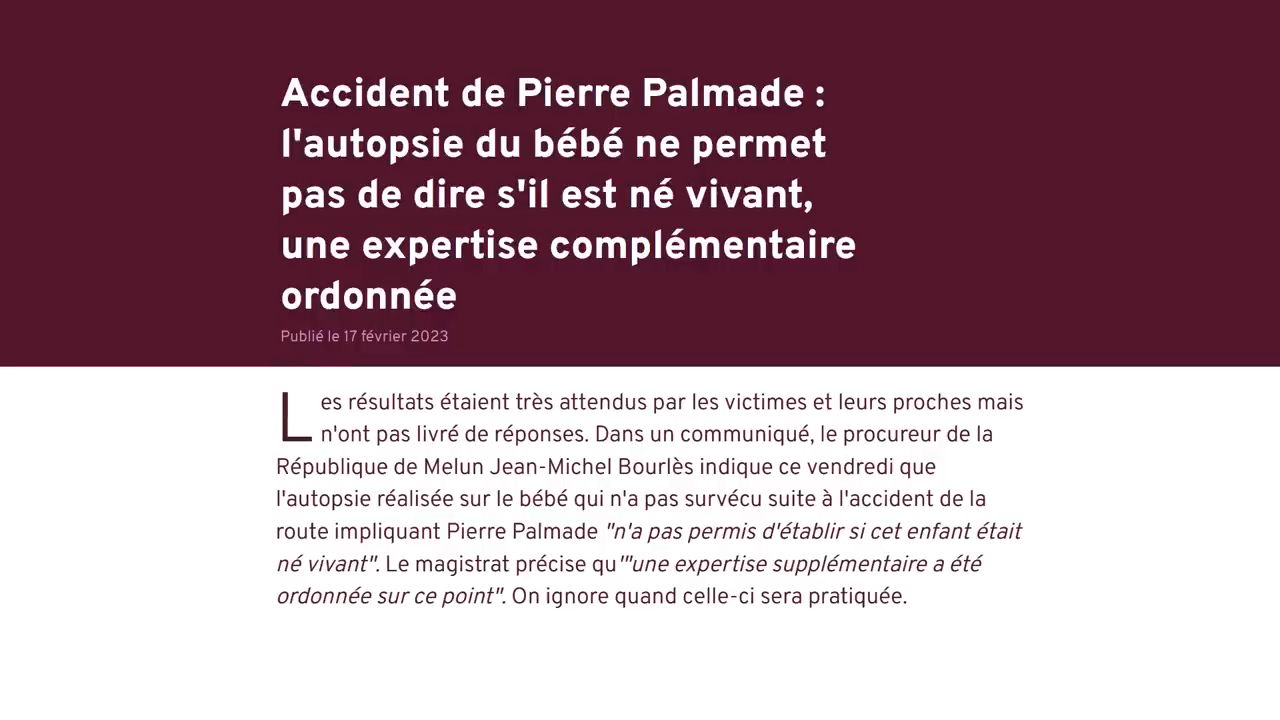 Accident de Pierre Palmade :
l'autopsie du bébé ne permet
pas de dire s'il est né vivant,
une expertise complémentaire
ordonnée
Publié le 17 février 2023
Les résultats étaient très attendus par les victimes et leurs proches mais
n'ont pas livré de réponses. Dans un communiqué, le procureur de la
République de Melun Jean-Michel Bourlès indique ce vendredi que
l'autopsie réalisée sur le bébé qui n'a pas survécu suite à l'accident de la
route impliquant Pierre Palmade "n'a pas permis d'établir si cet enfant était
né vivant". Le magistrat précise qu'"une expertise supplémentaire a été
ordonnée sur ce point". On ignore quand celle-ci sera pratiquée.